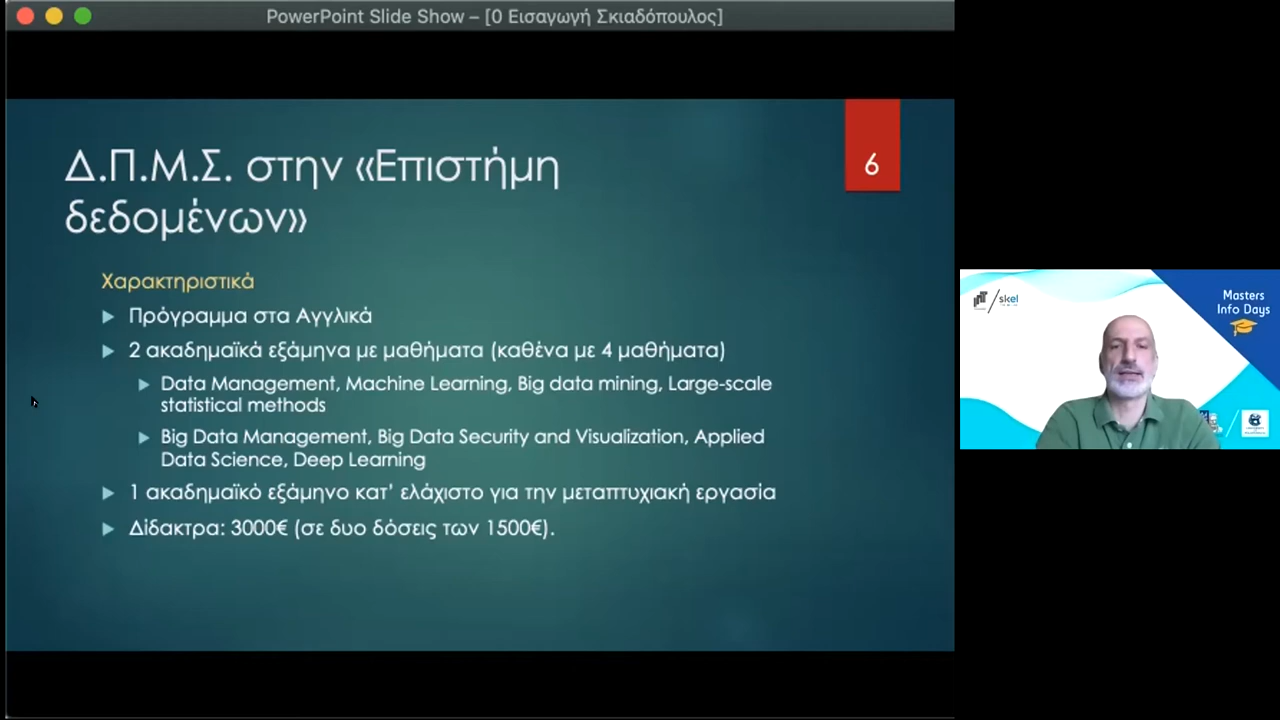 PowerPoint Slide Show – [0 Εισαγωγή Σκιαδόπουλος]
6
Δ.Π.Μ.Σ. στην «Επιστήμη
δεδομένων»
Χαρακτηριστικά
Πρόγραμμα στα Αγγλικά
2 ακαδημαϊκά εξάμηνα με μαθήματα (καθένα με 4 μαθήματα)
Data Management, Machine Learning, Big data mining, Large-scale
statistical methods
Big Data Management, Big Data Security and Visualization, Applied
Data Science, Deep Learning
1 ακαδημαϊκό εξάμηνο κατ’ ελάχιστο για την μεταπτυχιακή εργασία
Δίδακτρα: 3000€ (σε δυο δόσεις των 1500€).
skel
Masters
Info Days